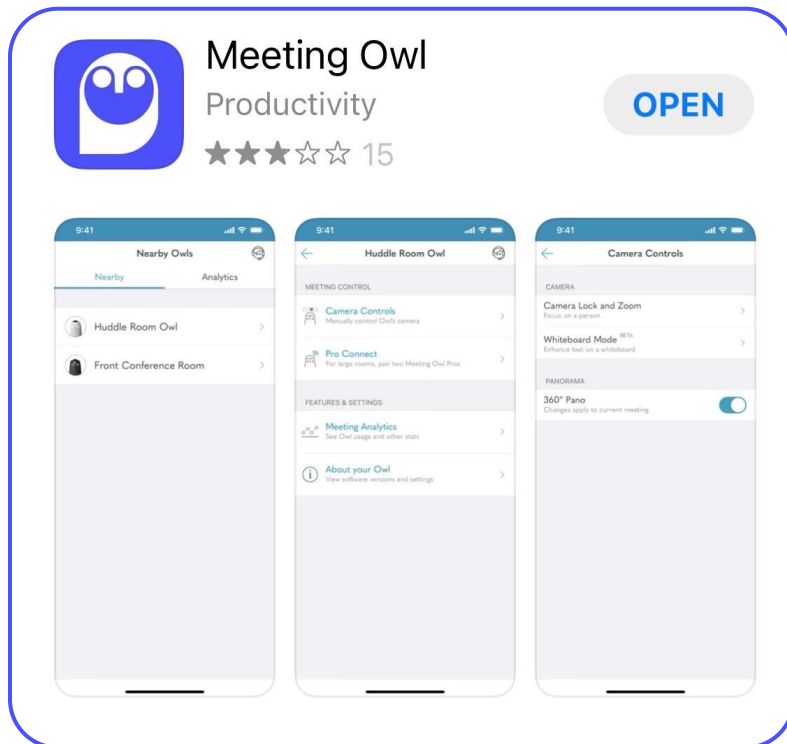 Meeting Owl
Productivity
OPEN
15
9:41
Nearby Owls
Nearby Analytics
Huddle Room Owl
Front Conference Room
9:41
Huddle Room Owl
MEETING CONTROL
Camera Controls
Manually control Owl's camera
Pro Connect
For large rooms, pair two Meeting Owl Pros
FEATURES & SETTINGS
Meeting Analytics
See Owl usage and other stats
About your Owl
View software versions and settings
9:41
Camera Controls
CAMERA
Camera Lock and Zoom
Focus on a person
Whiteboard Mode BETA
Enhance text on a whiteboard
PANORAMA
360° Pano
Changes apply to current meeting